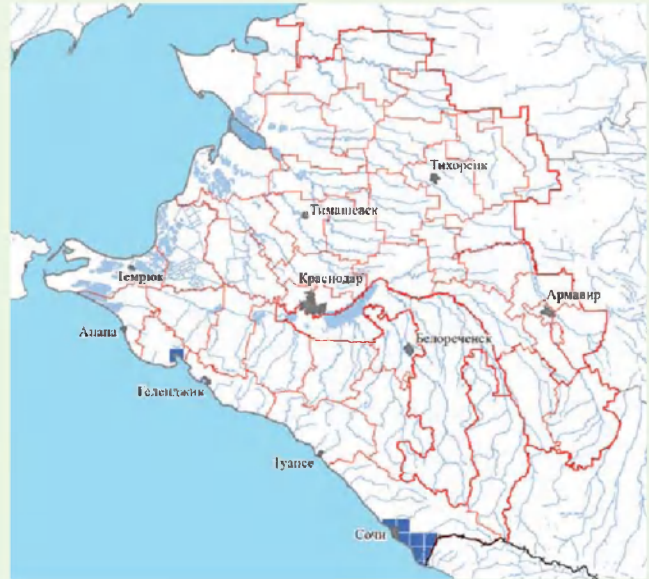 Тихорецк
Тимашевск
Темрюк
Краснодар
Армавир
Анапа
Белореченск
Геленджик
Туапсе
Сочи